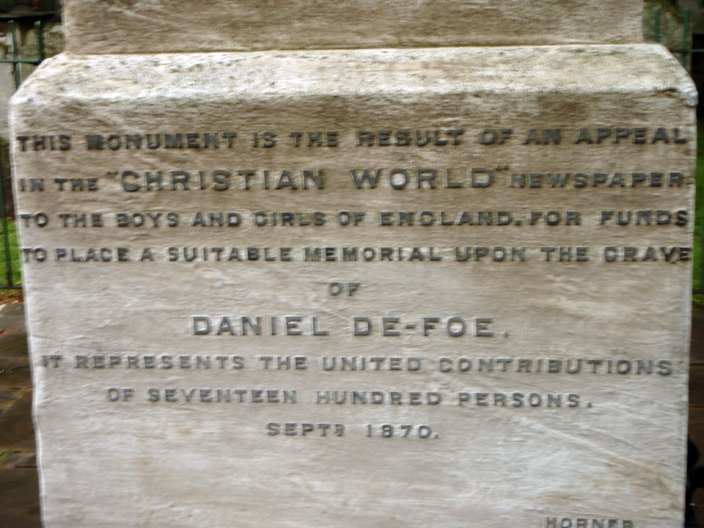 THIS MONUMENT IS THE RESULT OF AN APPEAL
IN THE "CHRISTIAN WORLD" NEWSPAPER
TO THE BOYS AND GIRLS OF ENGLAND. FOR FUNDS
TO PLACE A SUITABLE MEMORIAL UPON THE GRAVE
OF
DANIEL DE-FOE.
IT REPRESENTS THE UNITED CONTRIBUTIONS
OF SEVENTEEN HUNDRED PERSONS.
SEPTR 1870.
HORNER